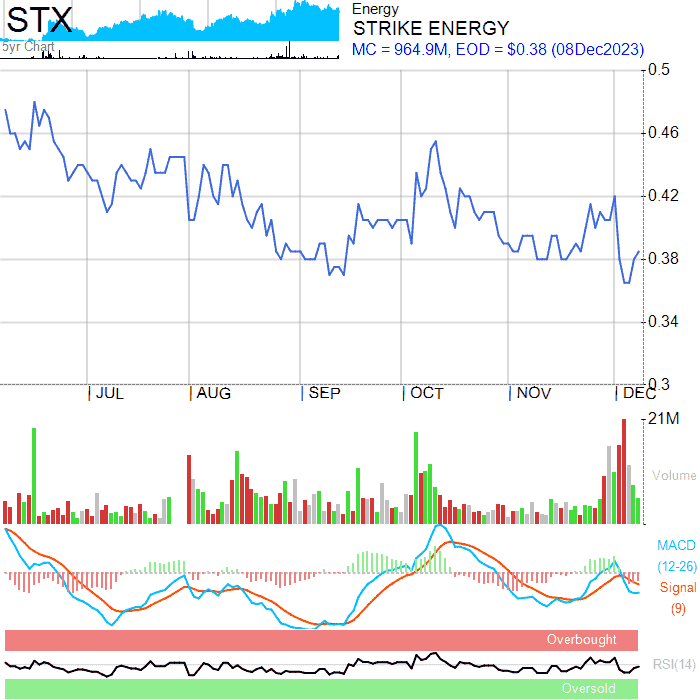 STX
5yr Chart
Energy
STRIKE ENERGY
MC = 964.9M, EOD = $0.38 (08Dec2023)
0.5
0.46
0.42
0.38
0.34
0.3
JUL AUG SEP OCT NOV DEC
21M
Volume
MACD
(12-26)
Signal
(9)
Overbought
RSI(14)
Oversold